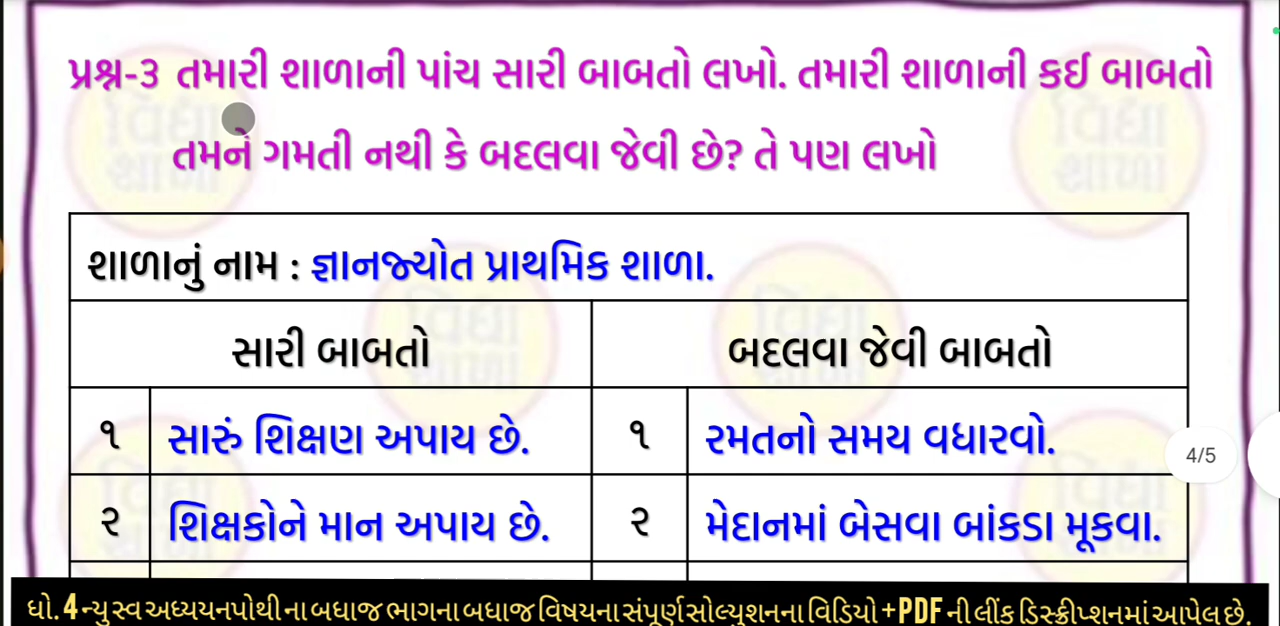 પ્રશ્ન-૩ તમારી શાળાની પાંચ સારી બાબતો લખો. તમારી શાળાની કઈ બાબતો
તમને ગમતી નથી કે બદલવા જેવી છે? તે પણ લખો
શાળાનું નામ : જ્ઞાનજ્યોત પ્રાથમિક શાળા.
સારી બાબતો બદલવા જેવી બાબતો
૧ સારું શિક્ષણ અપાય છે. ૧ રમતનો સમય વધારવો.
4/5
૨ શિક્ષકોને માન અપાય છે. ૨ મેદાનમાં બેસવા બાંકડા મૂકવા.
ધો. 4 ન્યુ સ્વઅધ્યયનપોથી ના બધાજ ભાગના બધાજ વિષયના સંપૂર્ણ સોલ્યુશનના વિડિયો + PDF ની લીંક ડિસ્ક્રીપ્શનમાં આપેલ છે.